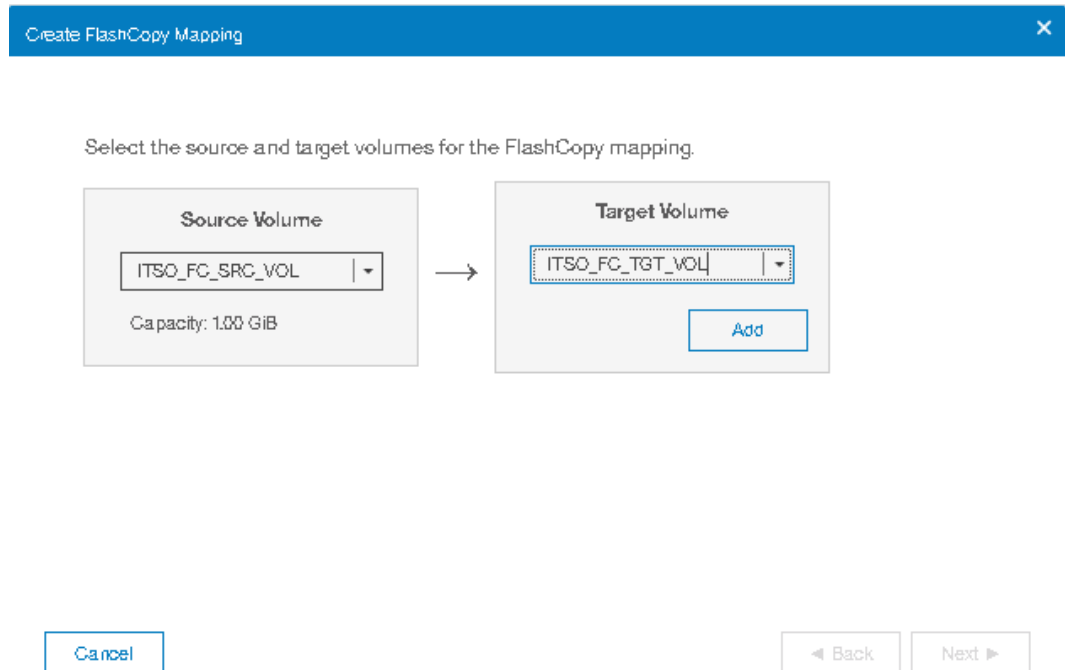 Create FlashCopy Mapping
Select the source and target volumes for the FlashCopy mapping.
Source Volume
ITSO_FC_SRC_VOL
Capacity: 1.00 GiB
Target Volume
ITSO_FC_TGT_VOL
Add
Cancel
Back
Next